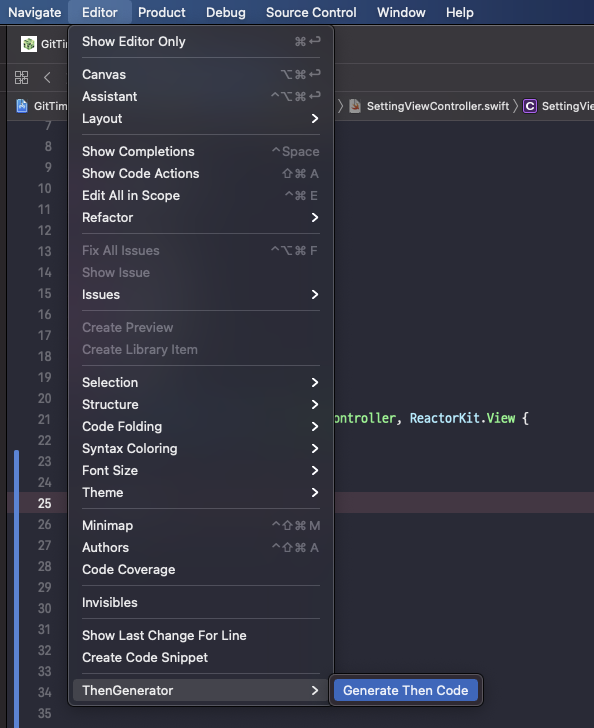 Navigate Editor Product Debug Source Control Window Help
GitTi
Show Editor Only ⌘↩
Canvas ⌥⌘↩
Assistant ^⌥⌘↩
GitTim
Layout
SettingViewController.swift C SettingVie
7
Show Completions ^Space
8
Show Code Actions ⇧⌘A
9
Edit All in Scope ^⌘E
10
Refactor
11
12
Fix All Issues ^⌥⌘F
13
Show Issue
14
Issues
15
16
Create Preview
17
Create Library Item
18
Selection
19
Structure
20
Code Folding
21
ontroller, ReactorKit.View {
Syntax Coloring
22
Font Size
23
Theme
24
25
Minimap ^⇧⌘M
26
Authors ^⇧⌘A
27
Code Coverage
28
29
Invisibles
30
31
Show Last Change For Line
32
Create Code Snippet
33
ThenGenerator
34
Generate Then Code
35